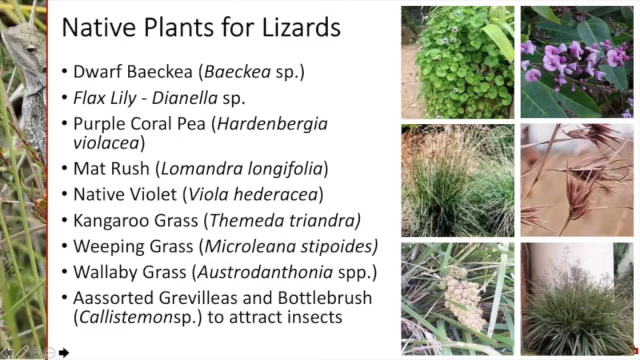 Native Plants for Lizards
• Dwarf Baeckea (Baeckea sp.)
• Flax Lily - Dianella sp.
• Purple Coral Pea (Hardenbergia
violacea)
• Mat Rush (Lomandra longifolia)
• Native Violet (Viola hederacea)
• Kangaroo Grass (Themeda triandra)
• Weeping Grass (Microleana stipoides)
• Wallaby Grass (Austrodanthonia spp.)
• Aassorted Grevilleas and Bottlebrush
(Callistemonsp.) to attract insects